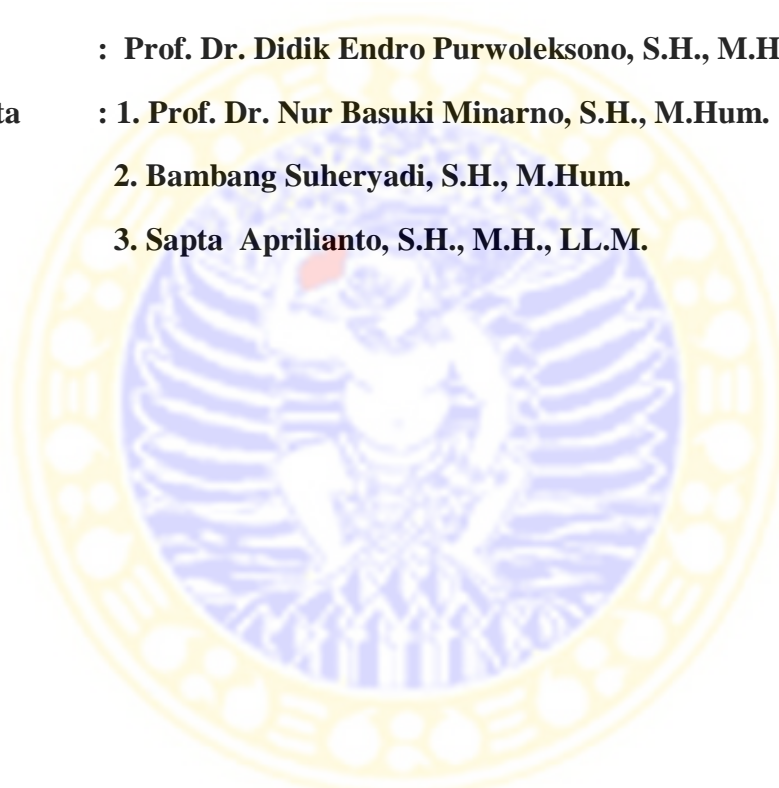 : Prof. Dr. Didik Endro Purwoleksono, S.H., M.H
ta : 1. Prof. Dr. Nur Basuki Minarno, S.H., M.Hum.
2. Bambang Suheryadi, S.H., M.Hum.
3. Sapta Aprilianto, S.H., M.H., LL.M.